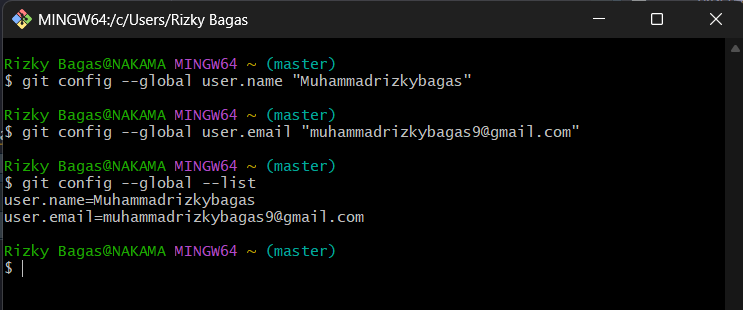 MINGW64:/c/Users/Rizky Bagas
Rizky Bagas@NAKAMA MINGW64 ~ (master)
$ git config --global user.name "Muhammadrizkybagas"
Rizky Bagas@NAKAMA MINGW64 ~ (master)
$ git config --global user.email "muhammadrizkybagas9@gmail.com"
Rizky Bagas@NAKAMA MINGW64 ~ (master)
$ git config --global --list
user.name=Muhammadrizkybagas
user.email=muhammadrizkybagas9@gmail.com
Rizky Bagas@NAKAMA MINGW64 ~ (master)
$